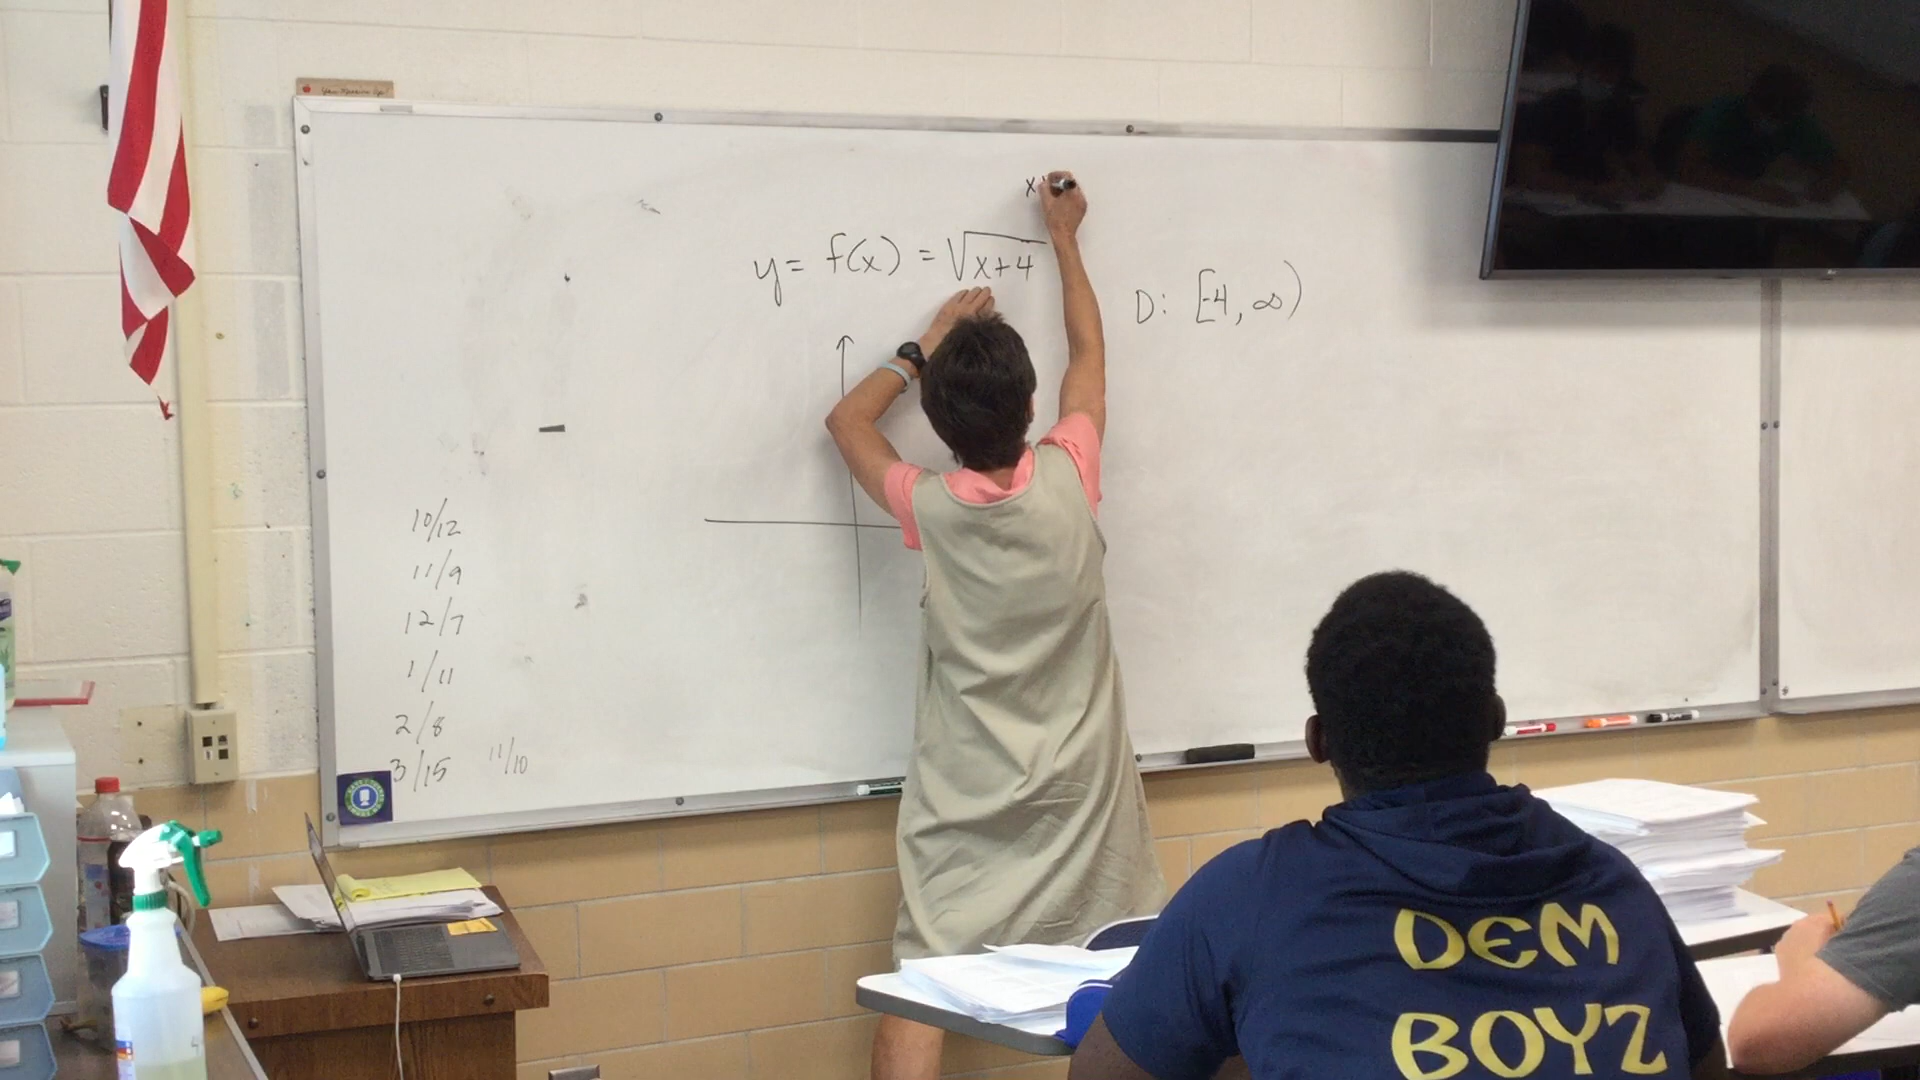 x
y = f(x) = √x+4
D: [-4, ∞)
10/12
11/9
12/7
1/11
2/8
3/15
11/10
DEM
BOYZ